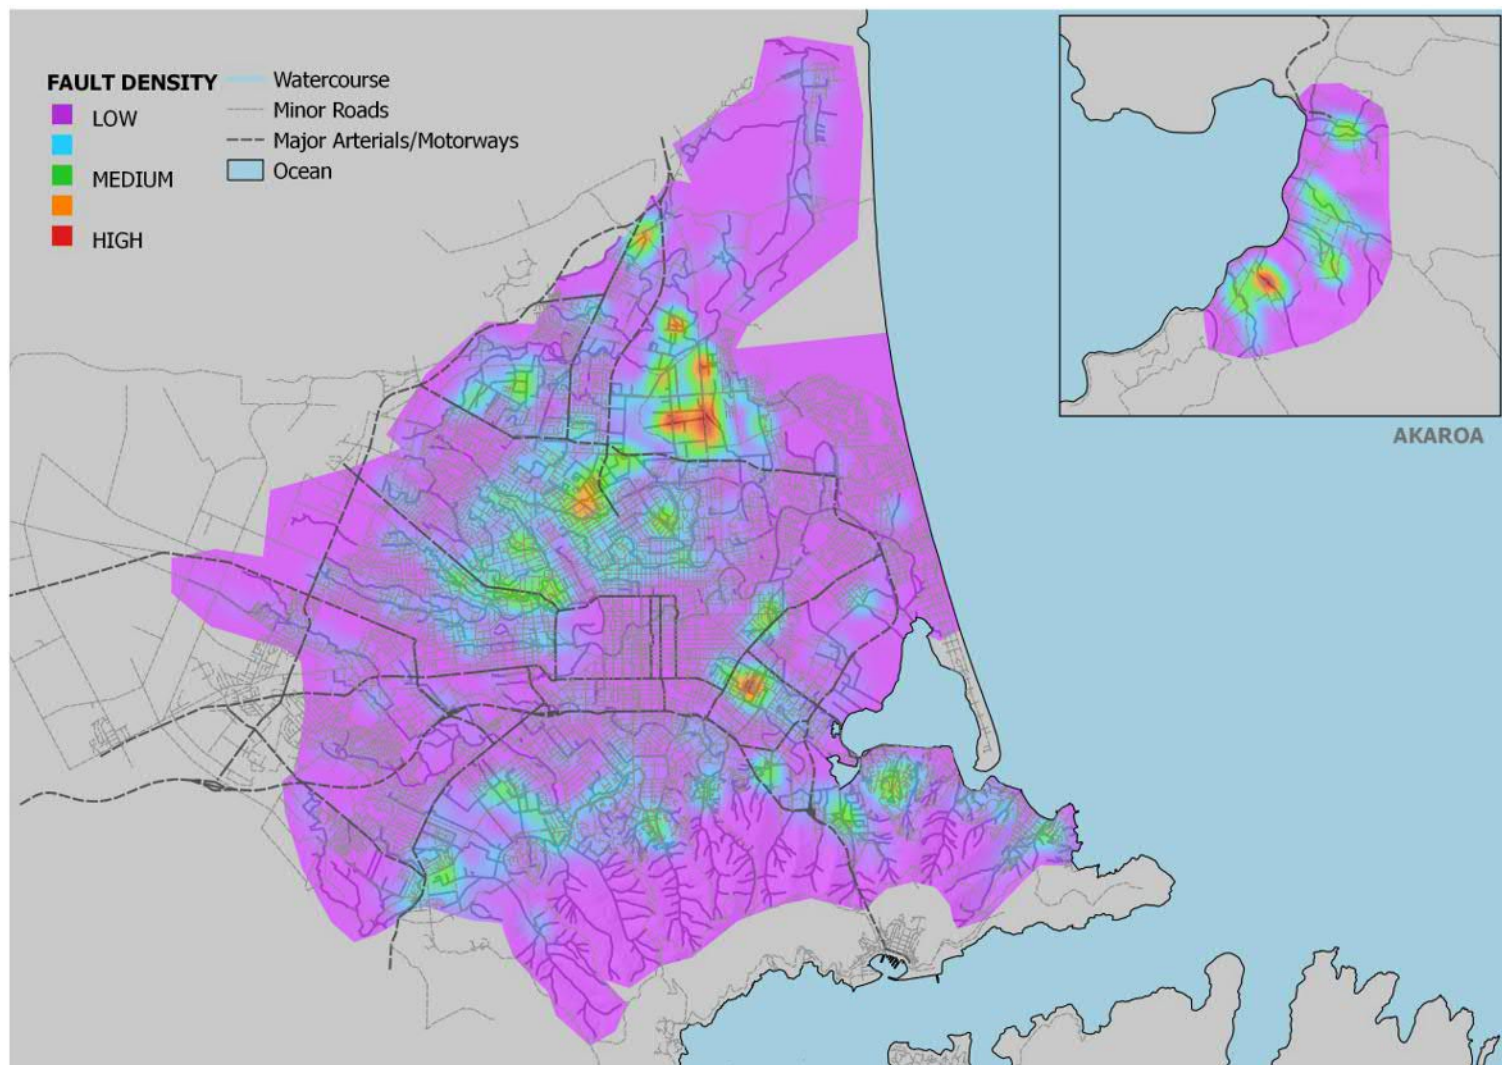 FAULT DENSITY
LOW
MEDIUM
HIGH
Watercourse
Minor Roads
Major Arterials/Motorways
Ocean
AKAROA